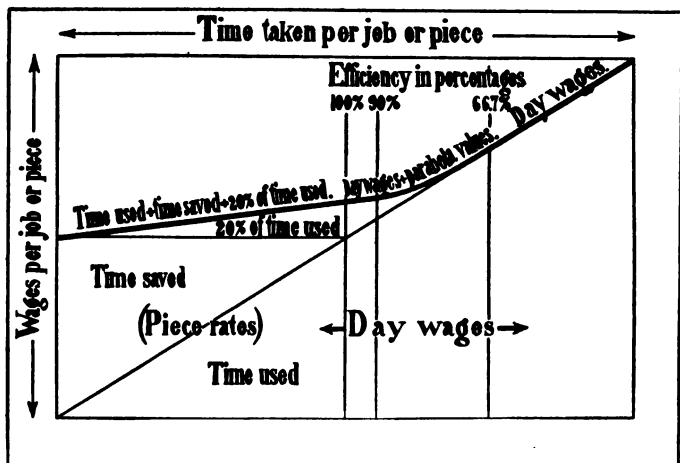 Time taken per job or piece
Efficiency in percentages
100% 90% 66.7%
Day wages.
Day wages+parabola values.
Time used+time saved+20% of time used.
20% of time used
Wages per job or piece
Time saved
(Piece rates)
Day wages
Time used